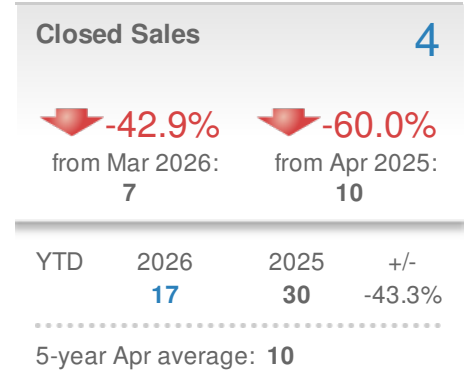 Closed Sales 4
-42.9% -60.0%
from Mar 2026: from Apr 2025:
7 10
YTD 2026 2025 +/-
17 30 -43.3%
5-year Apr average: 10